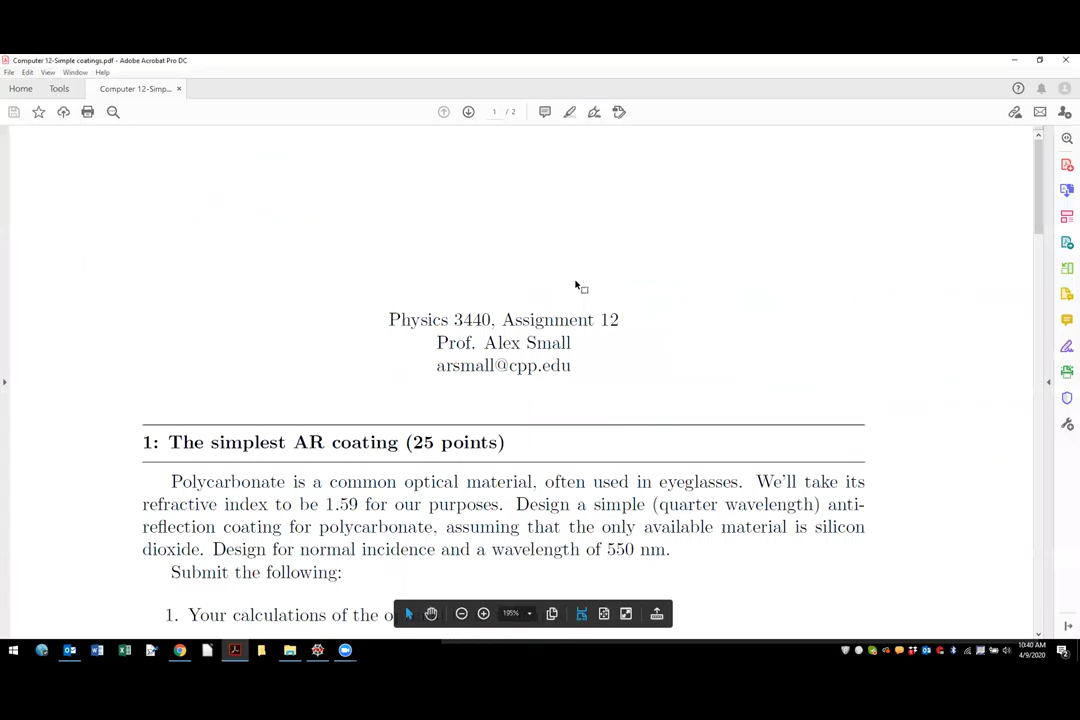 Computer 12-Simple coatings.pdf - Adobe Acrobat Pro DC
File Edit View Window Help
Home Tools Computer 12-Simp... ×
1 / 2
Physics 3440, Assignment 12
Prof. Alex Small
arsmall@cpp.edu
1: The simplest AR coating (25 points)
Polycarbonate is a common optical material, often used in eyeglasses. We'll take its
refractive index to be 1.59 for our purposes. Design a simple (quarter wavelength) anti-
reflection coating for polycarbonate, assuming that the only available material is silicon
dioxide. Design for normal incidence and a wavelength of 550 nm.
Submit the following:
1. Your calculations of the o
195%
10:40 AM
4/9/2020